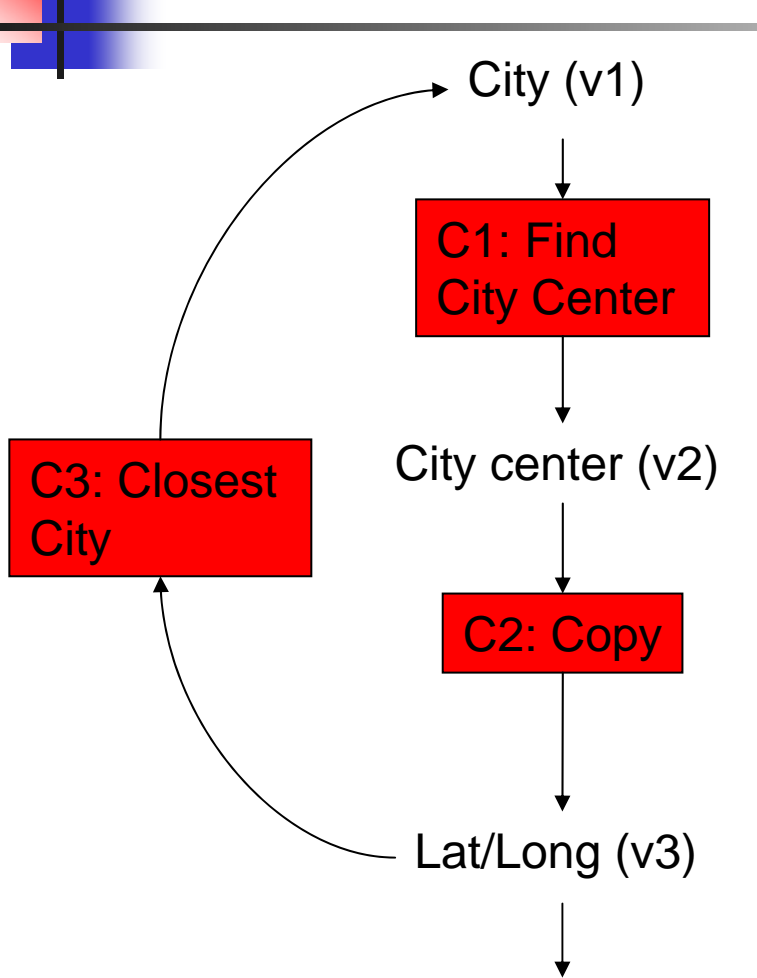 City (v1)
C1: Find
City Center
City center (v2)
C3: Closest
City
C2: Copy
Lat/Long (v3)